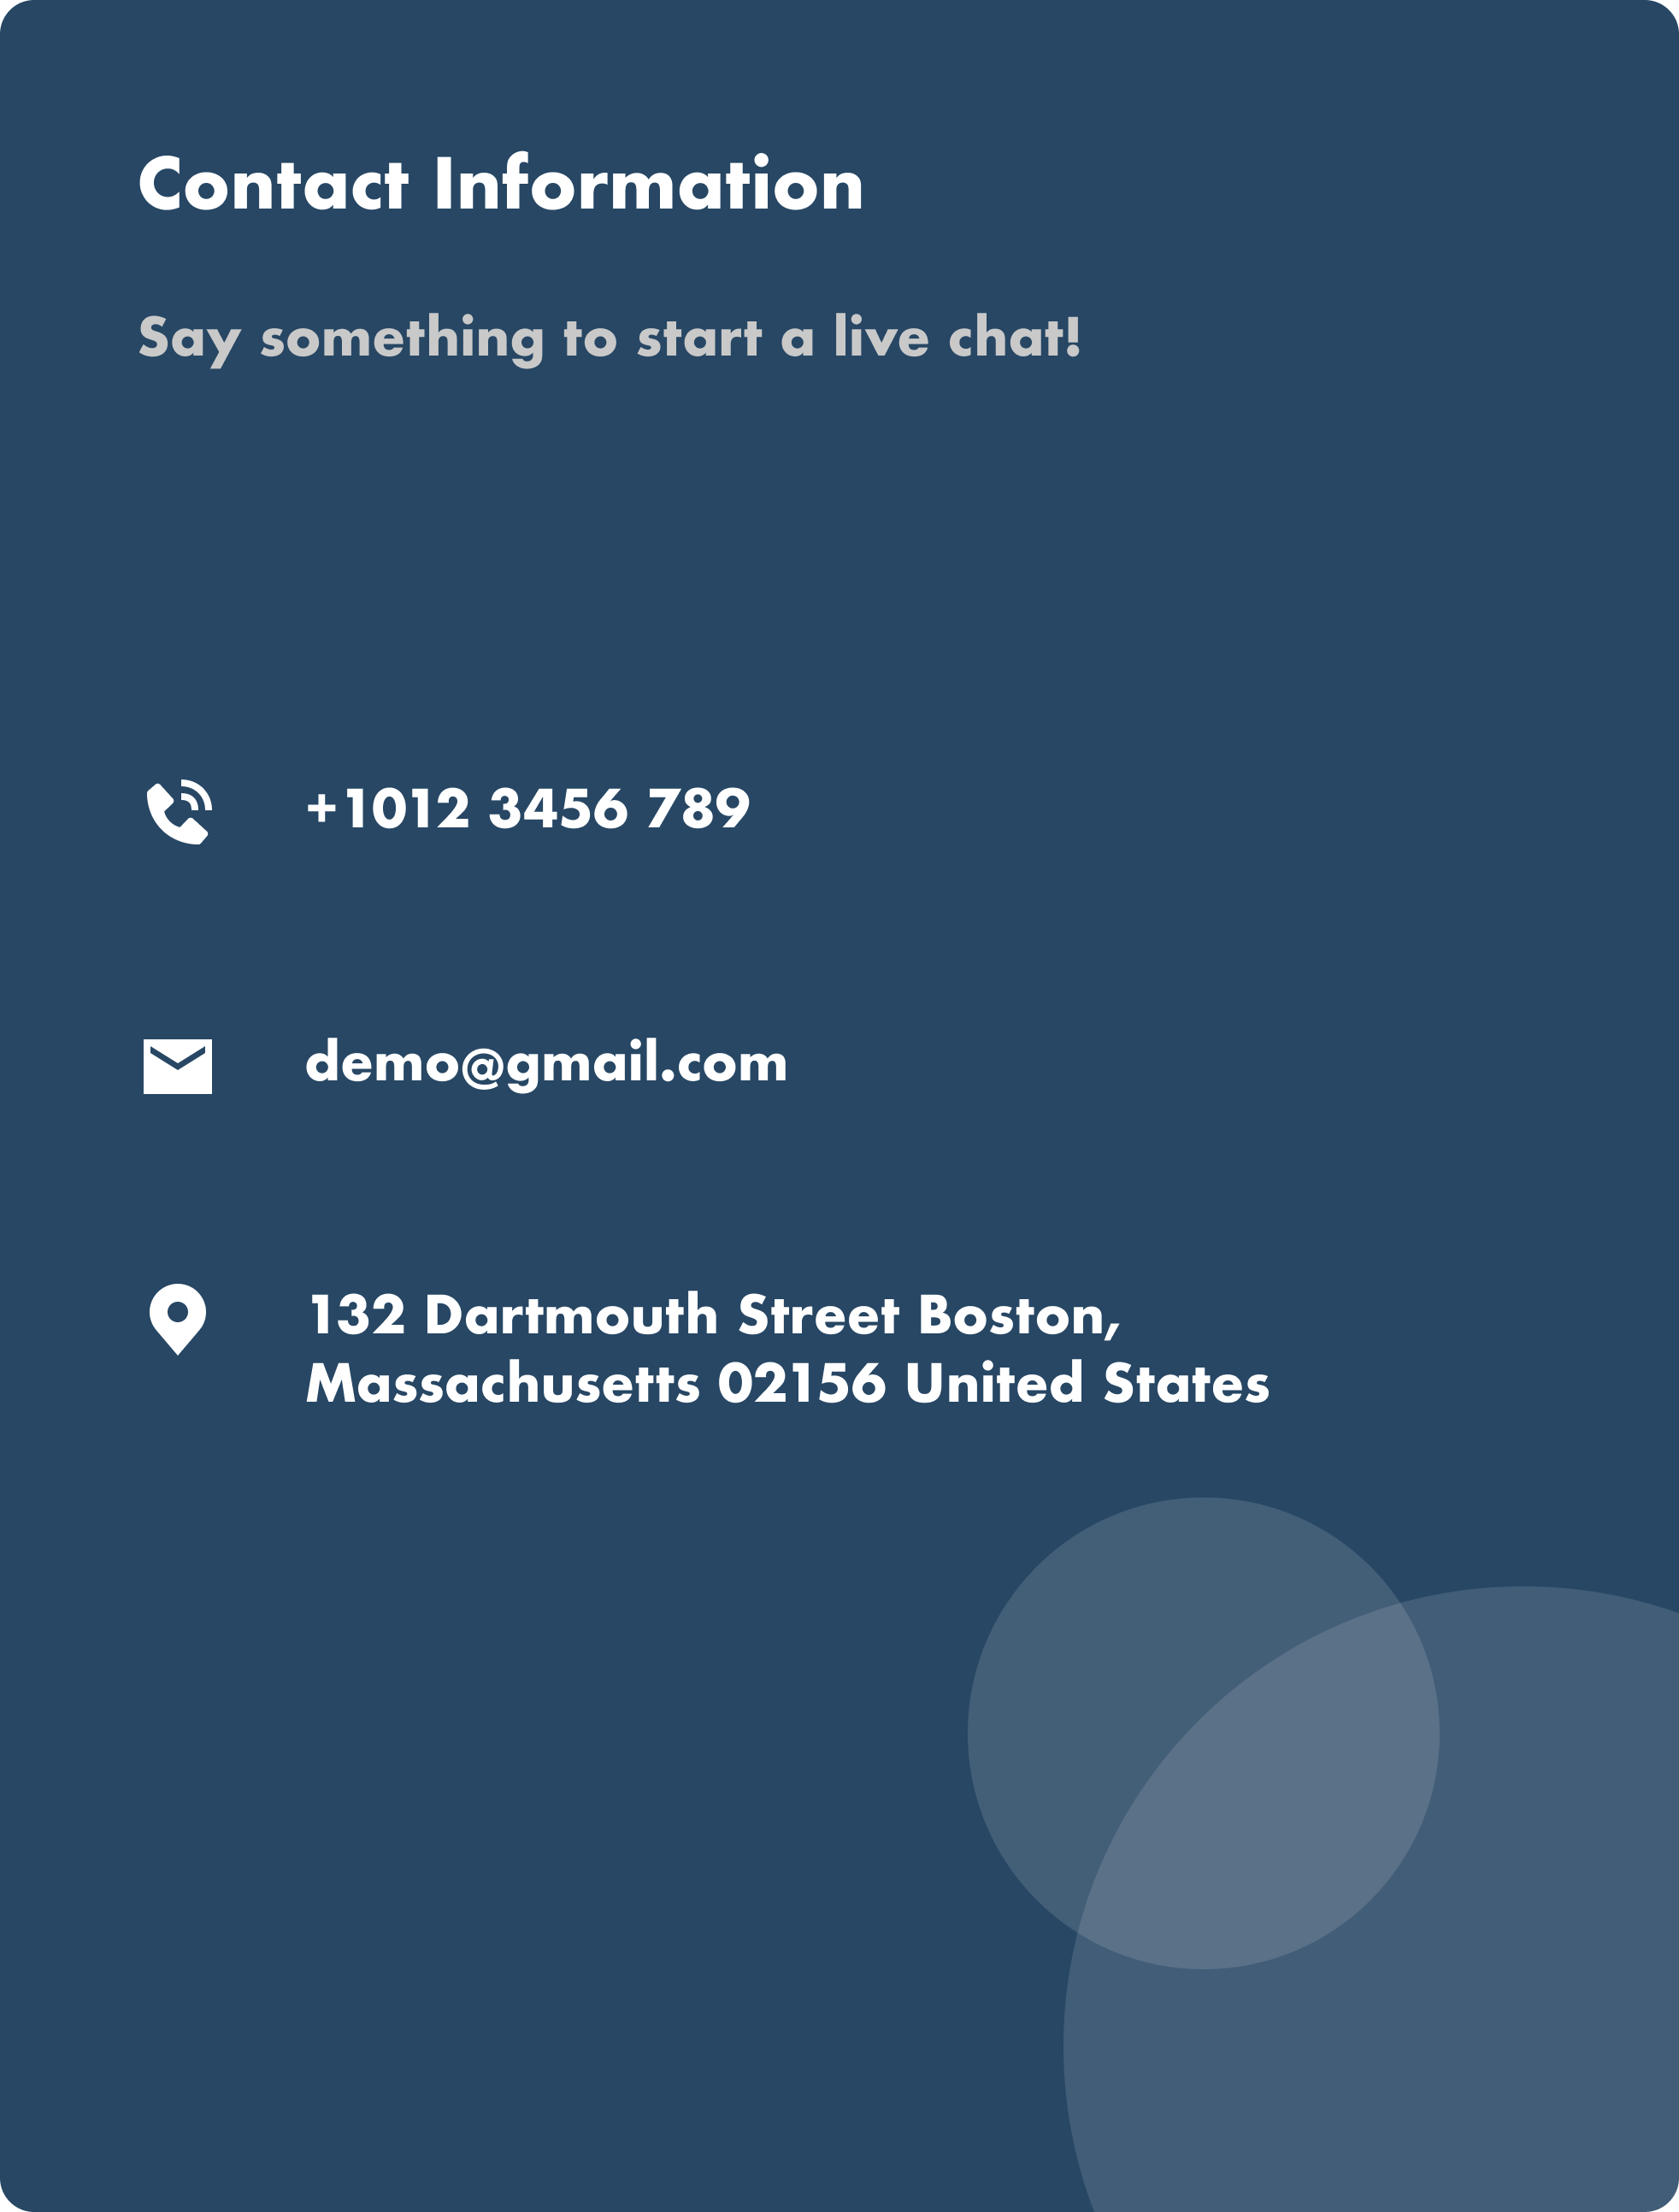 Contact Information
Say something to start a live chat!
+1012 3456 789
demo@gmail.com
132 Dartmouth Street Boston,
Massachusetts 02156 United States